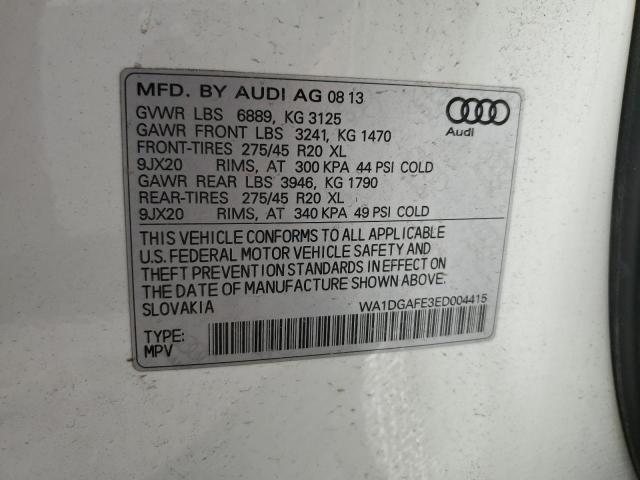 MFD. BY AUDI AG 08 13
GVWR LBS 6889, KG 3125
GAWR FRONT LBS 3241, KG 1470
FRONT-TIRES 275/45 R20 XL
9JX20 RIMS, AT 300 KPA 44 PSI COLD
GAWR REAR LBS 3946, KG 1790
REAR-TIRES 275/45 R20 XL
9JX20 RIMS, AT 340 KPA 49 PSI COLD
Audi
THIS VEHICLE CONFORMS TO ALL APPLICABLE
U.S. FEDERAL MOTOR VEHICLE SAFETY AND
THEFT PREVENTION STANDARDS IN EFFECT ON
THE DATE OF MANUFACTURE SHOWN ABOVE.
SLOVAKIA WA1DGAFE3ED004415
TYPE:
MPV